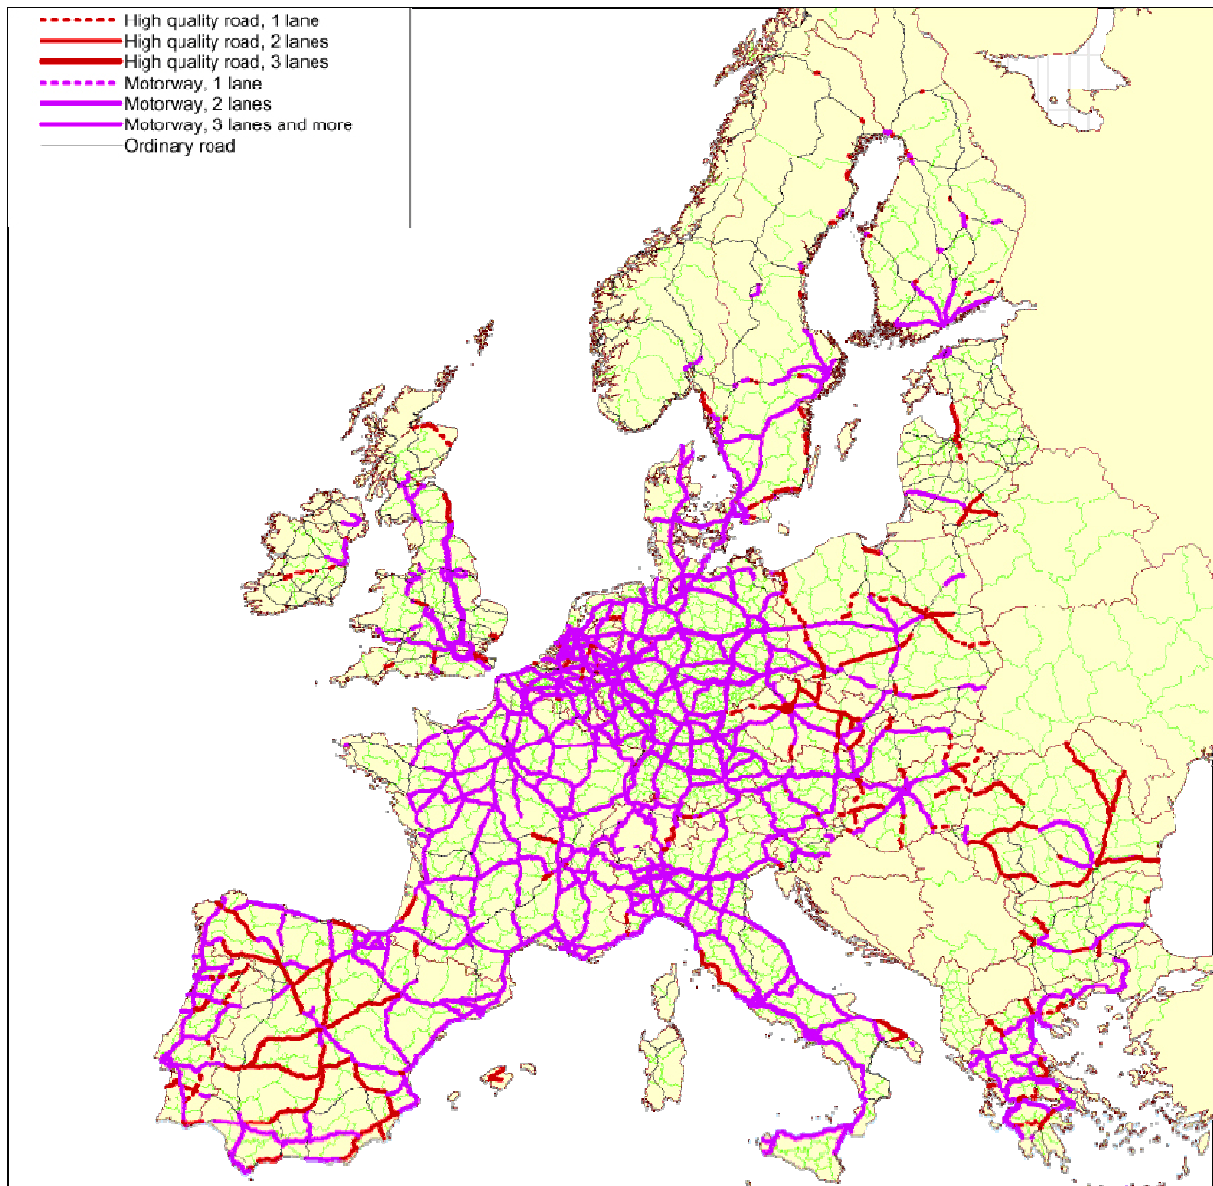 High quality road, 1 lane
High quality road, 2 lanes
High quality road, 3 lanes
Motorway, 1 lane
Motorway, 2 lanes
Motorway, 3 lanes and more
Ordinary road